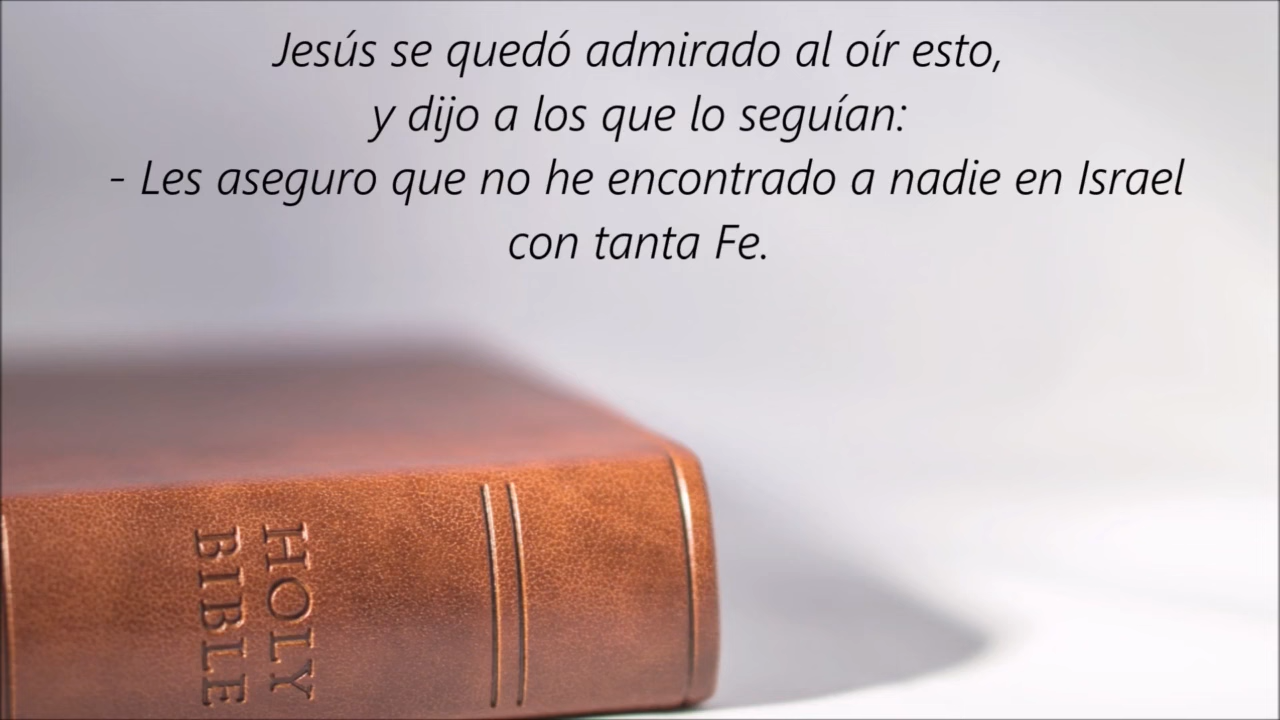 Jesús se quedó admirado al oír esto,
y dijo a los que lo seguían:
- Les aseguro que no he encontrado a nadie en Israel
con tanta Fe.
HOLY
BIBLE